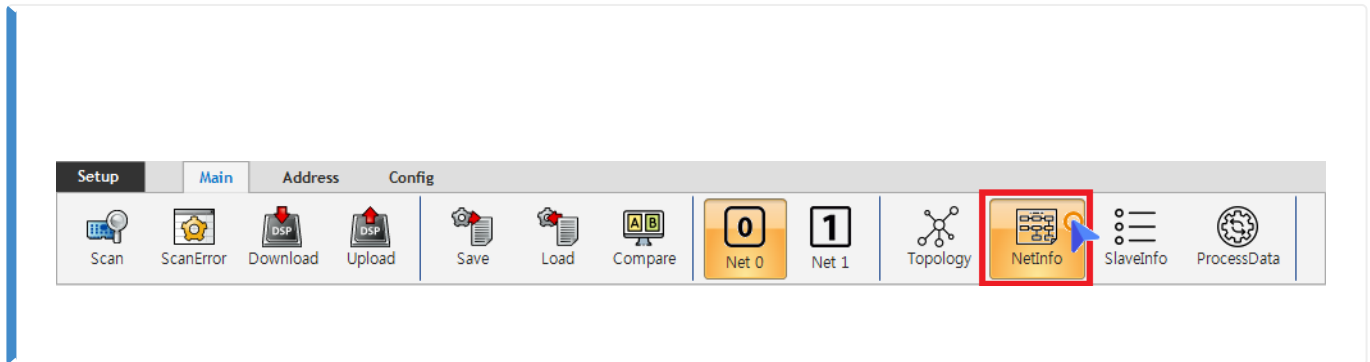 Setup Main Address Config
DSP DSP A B 0 1
Scan ScanError Download Upload Save Load Compare Net 0 Net 1 Topology NetInfo SlaveInfo ProcessData